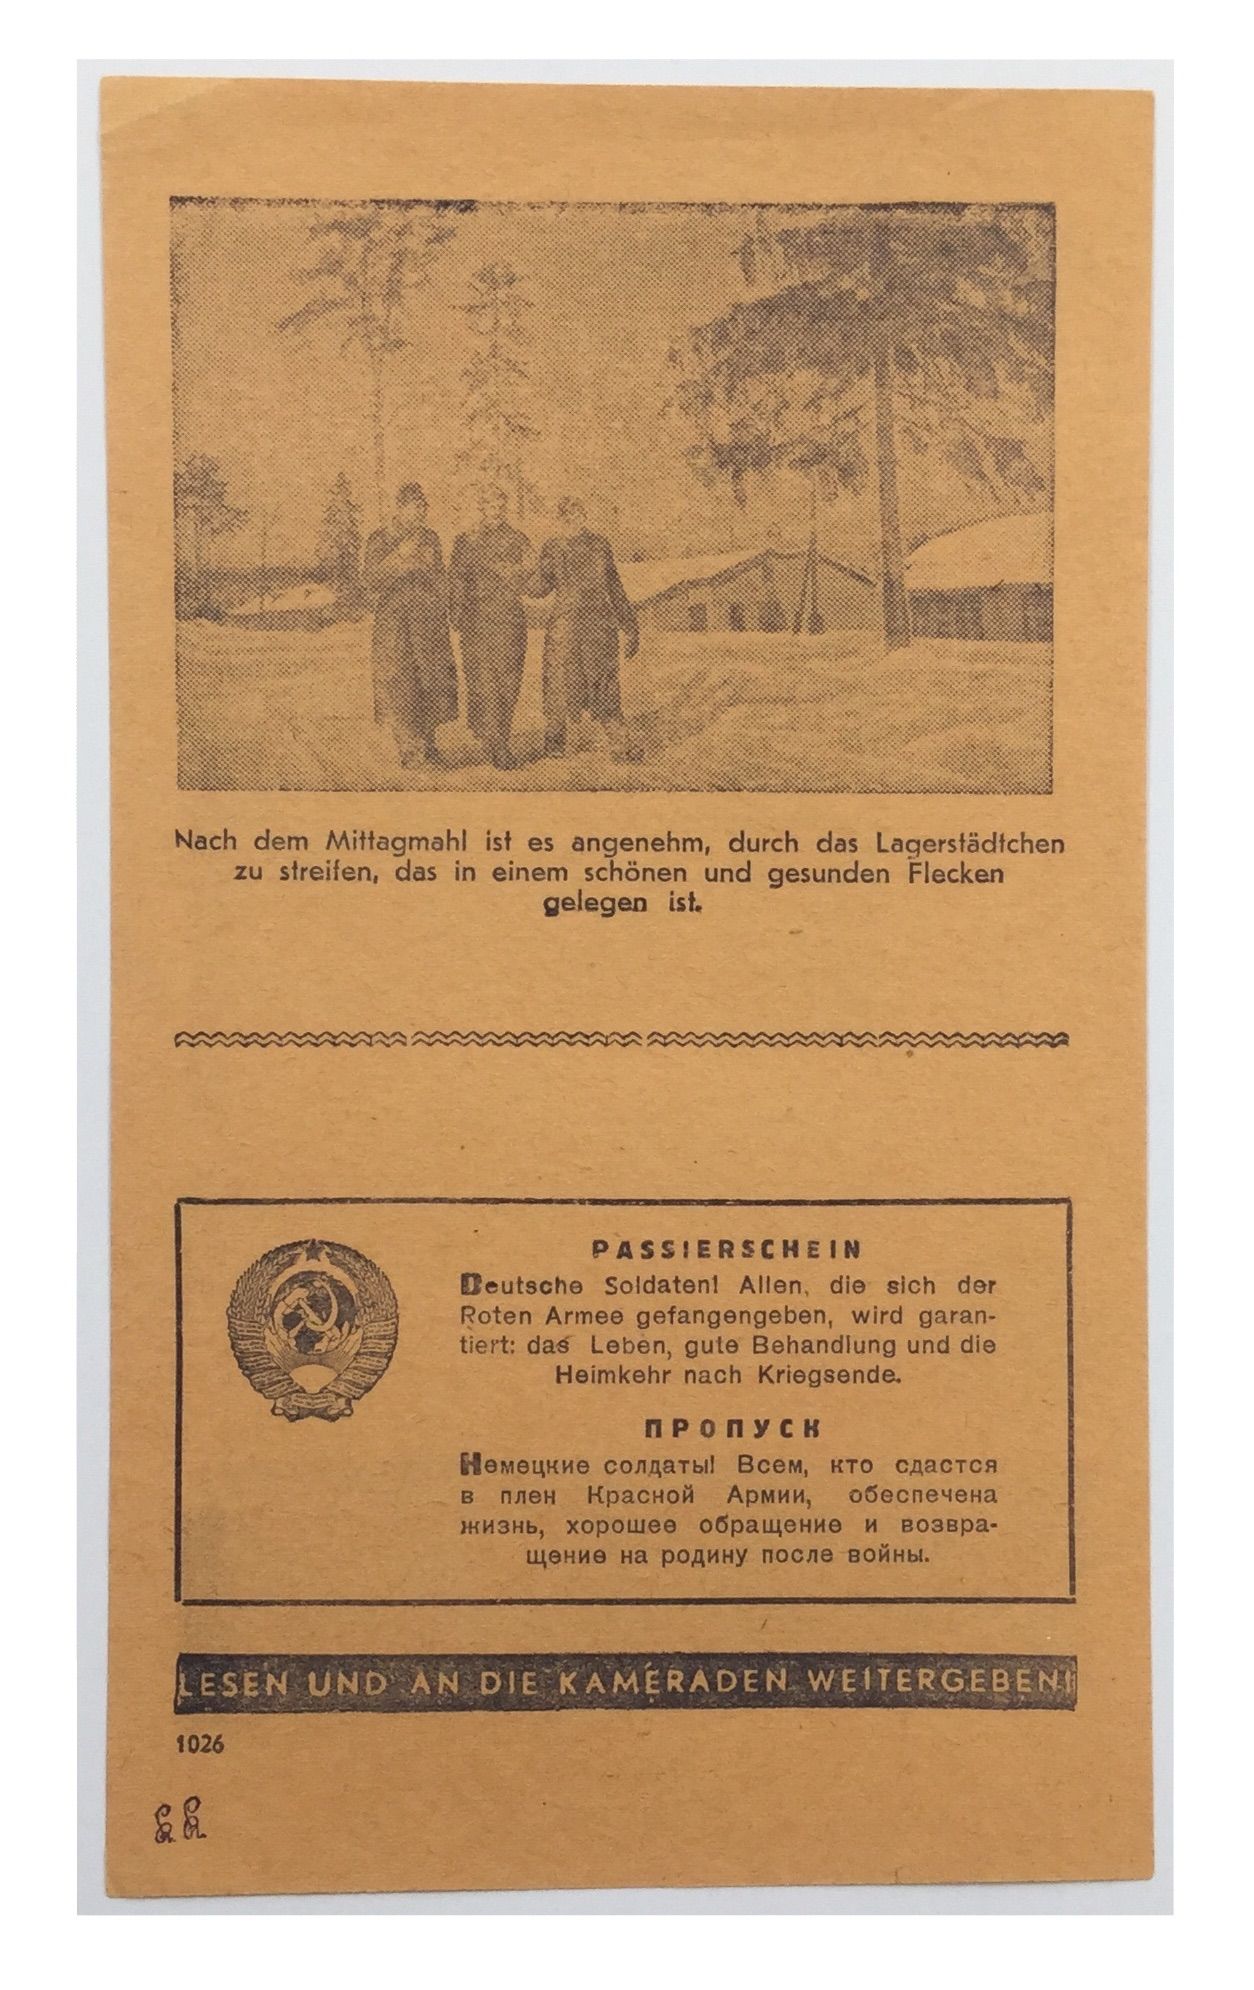 Nach dem Mittagmahl ist es angenehm, durch das Lagerstädtchen
zu streifen, das in einem schönen und gesunden Flecken
gelegen ist.
PASSIERSCHEIN
Deutsche Soldaten! Allen, die sich der
Roten Armee gefangengeben, wird garan-
tiert: das Leben, gute Behandlung und die
Heimkehr nach Kriegsende.
ПРОПУСК
Немецкие солдаты! Всем, кто сдастся
в плен Красной Армии, обеспечена
жизнь, хорошее обращение и возвра-
щение на родину после войны.
LESEN UND AN DIE KAMERADEN WEITERGEBEN!
1026